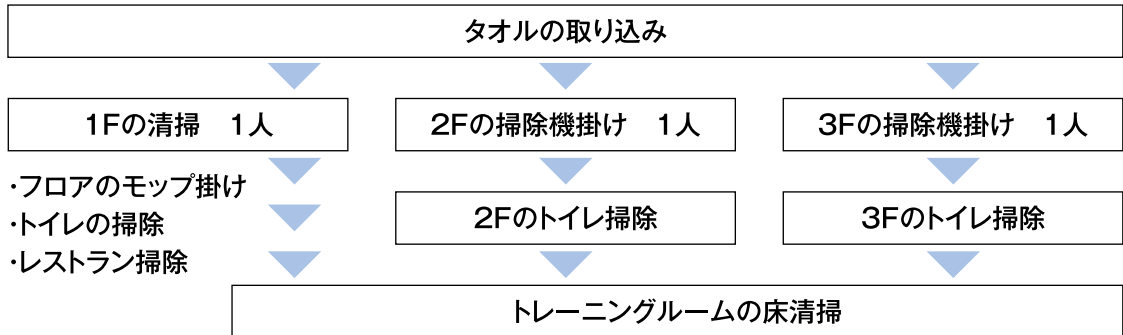 タオルの取り込み
1Fの清掃　1人
2Fの掃除機掛け　1人
3Fの掃除機掛け　1人
・フロアのモップ掛け
・トイレの掃除
・レストラン掃除
2Fのトイレ掃除
3Fのトイレ掃除
トレーニングルームの床清掃